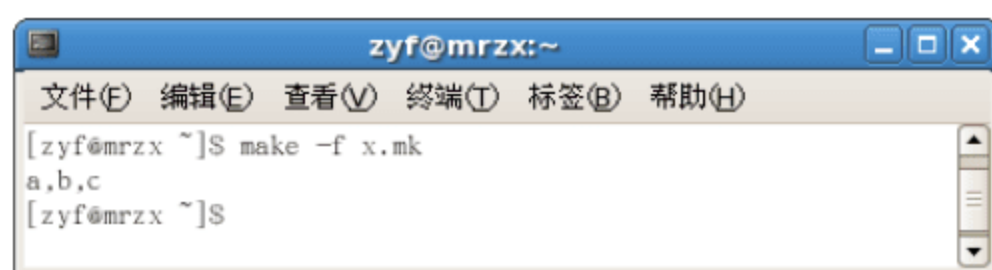 zyf@mrzx:~
文件(F) 编辑(E) 查看(V) 终端(T) 标签(B) 帮助(H)
[zyf@mrzx ~]$ make -f x.mk
a,b,c
[zyf@mrzx ~]$